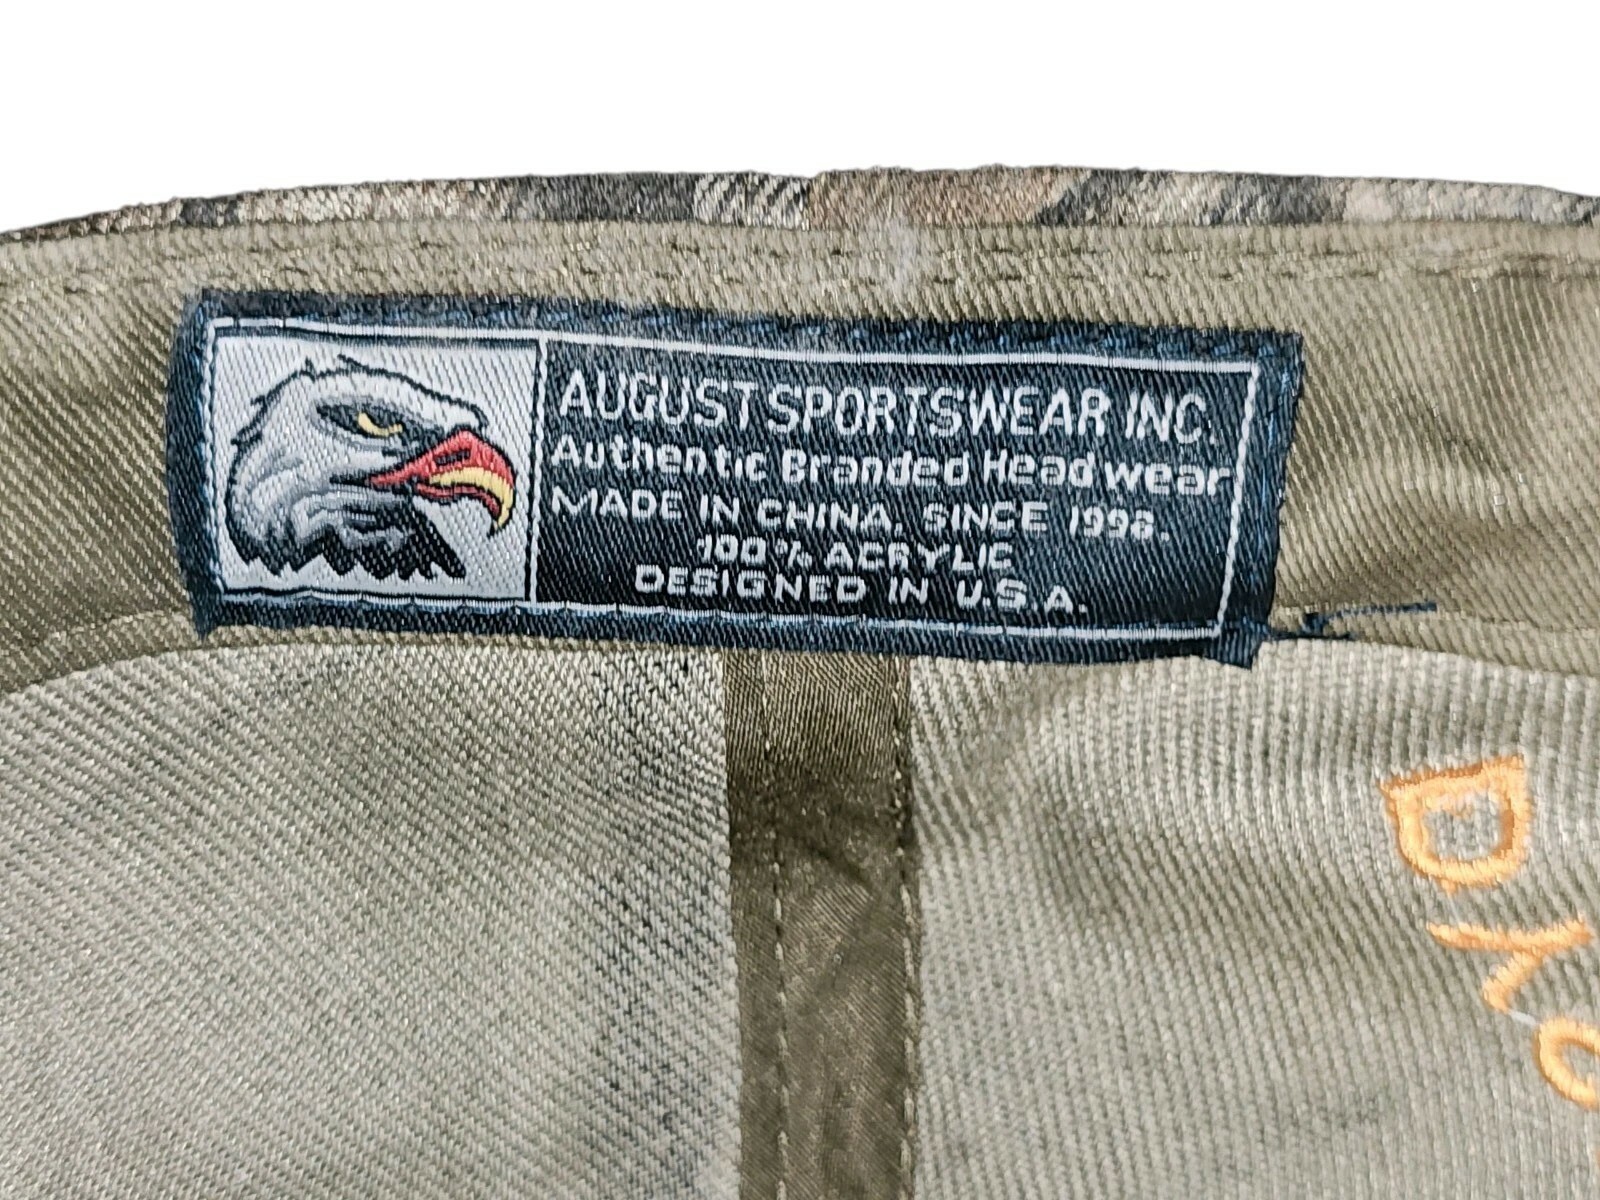 AUGUST SPORTSWEAR INC.
Authentic Branded Headwear
MADE IN CHINA. SINCE 1998.
100% ACRYLIC
DESIGNED IN U.S.A.